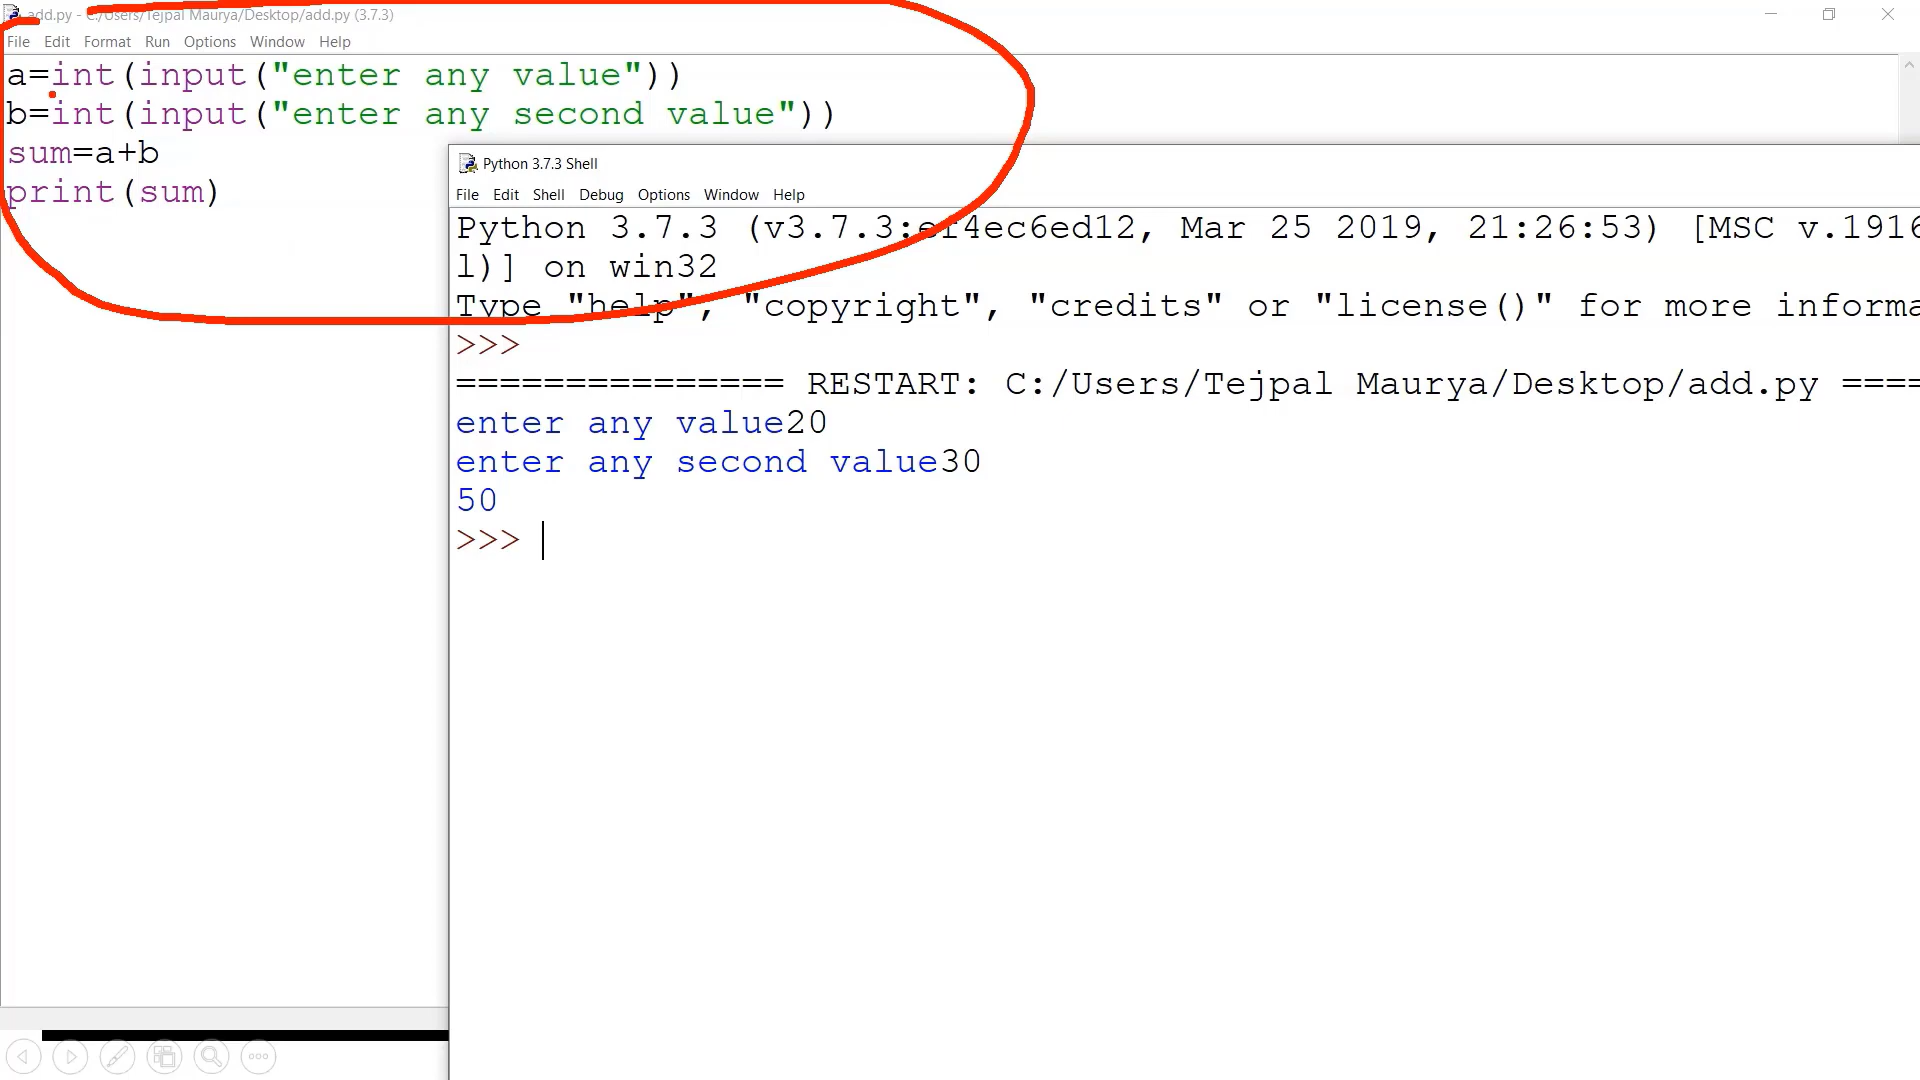 add.py - C:/Users/Tejpal Maurya/Desktop/add.py (3.7.3)
File Edit Format Run Options Window Help
a=int(input("enter any value"))
b=int(input("enter any second value"))
sum=a+b
print(sum)
Python 3.7.3 Shell
File Edit Shell Debug Options Window Help
Python 3.7.3 (v3.7.3:ef4ec6ed12, Mar 25 2019, 21:26:53) [MSC v.1916
l)] on win32
Type "help", "copyright", "credits" or "license()" for more informa
>>>
=============== RESTART: C:/Users/Tejpal Maurya/Desktop/add.py ====
enter any value20
enter any second value30
50
>>>